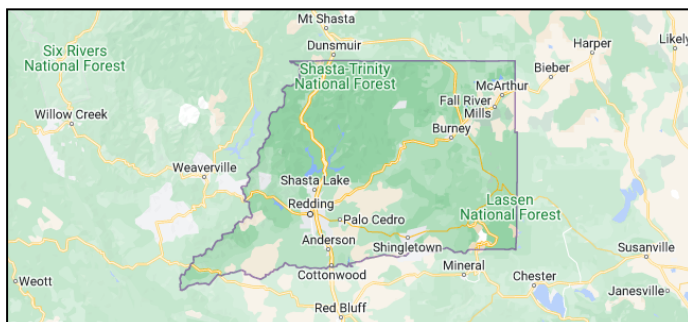 Mt Shasta
Six Rivers
National Forest
Dunsmuir
Harper
Likely
Shasta-Trinity
National Forest
Bieber
McArthur
Fall River
Mills
Willow Creek
Burney
Weaverville
Shasta Lake
Redding
Lassen
National Forest
Palo Cedro
Anderson
Shingletown
Susanville
Cottonwood
Mineral
Weott
Chester
Janesville
Red Bluff